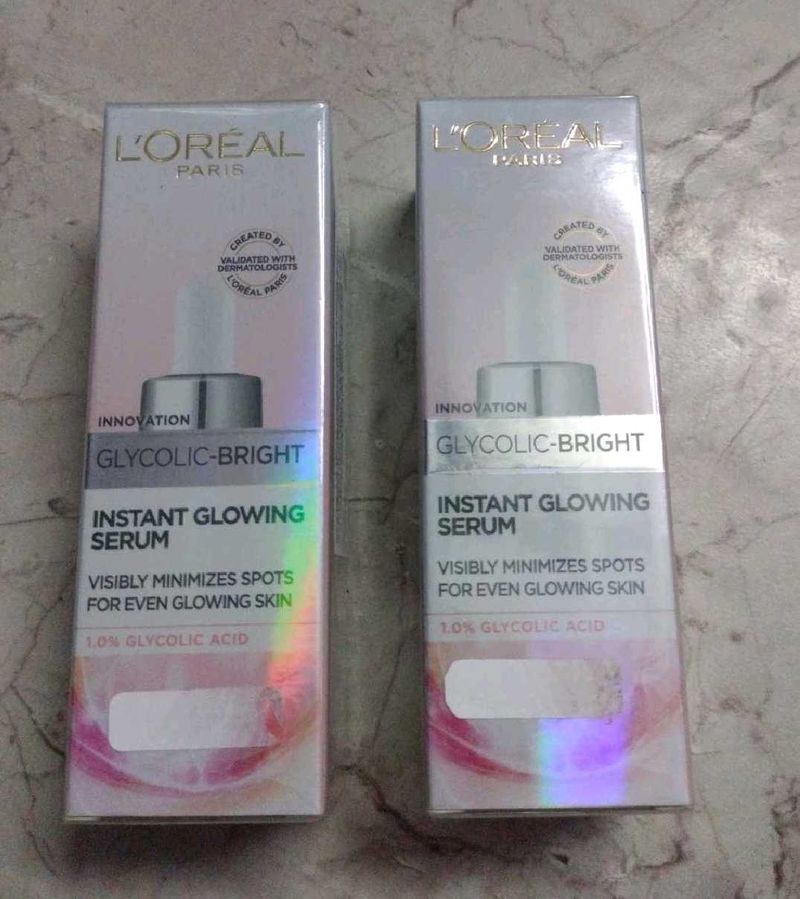 L'ORÉAL
PARIS
CREATED BY
VALIDATED WITH
DERMATOLOGISTS
L'ORÉAL PARIS
INNOVATION
GLYCOLIC-BRIGHT
INSTANT GLOWING
SERUM
VISIBLY MINIMIZES SPOTS
FOR EVEN GLOWING SKIN
1.0% GLYCOLIC ACID
L'ORÉAL
PARIS
CREATED BY
VALIDATED WITH
DERMATOLOGISTS
L'ORÉAL PARIS
INNOVATION
GLYCOLIC-BRIGHT
INSTANT GLOWING
SERUM
VISIBLY MINIMIZES SPOTS
FOR EVEN GLOWING SKIN
1.0% GLYCOLIC ACID